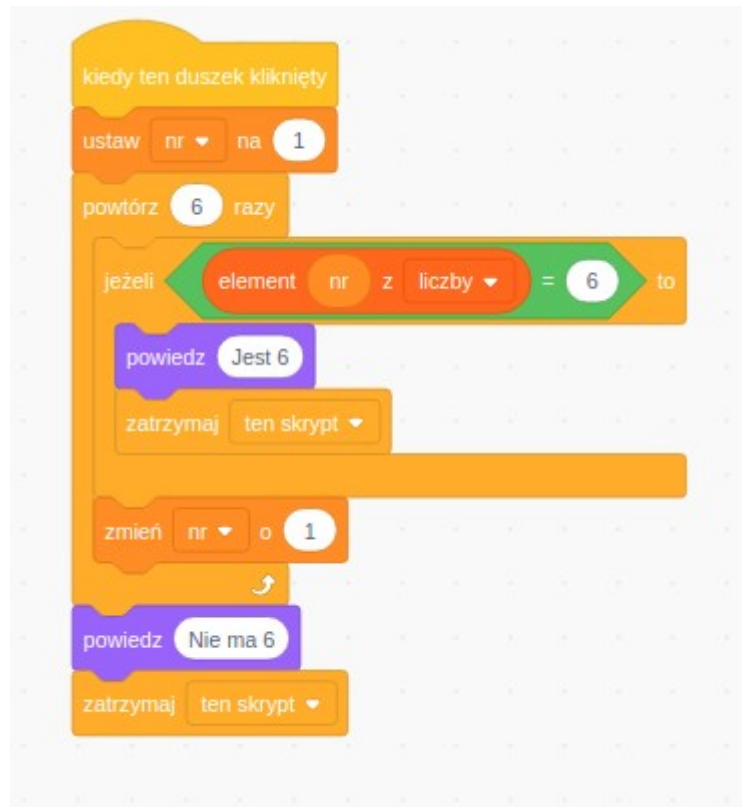 kiedy ten duszek kliknięty
ustaw nr na 1
powtórz 6 razy
jeżeli element nr z liczby = 6 to
powiedz Jest 6
zatrzymaj ten skrypt
zmień nr o 1
powiedz Nie ma 6
zatrzymaj ten skrypt